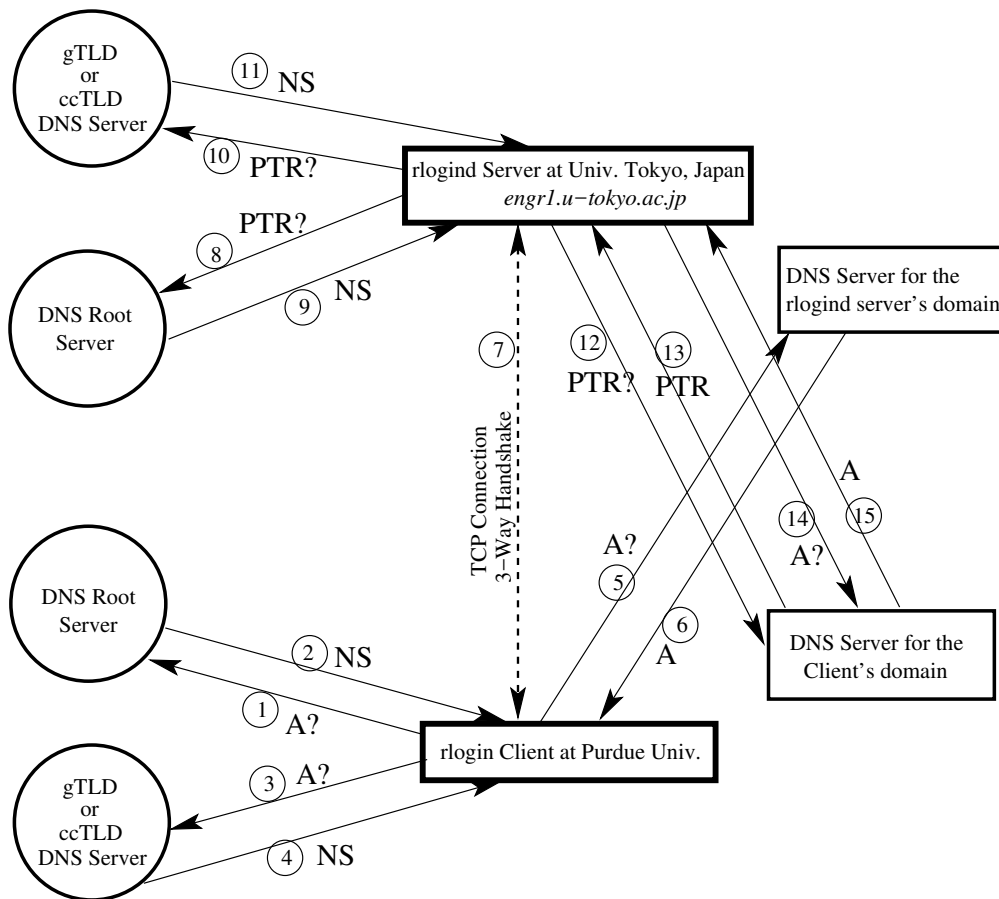 gTLD
or
ccTLD
DNS Server
11 NS
10
PTR?
rlogind Server at Univ. Tokyo, Japan
engr1.u−tokyo.ac.jp
PTR?
8
9 NS
DNS Root
Server
DNS Server for the
rlogind server's domain
7
12
PTR?
13
PTR
TCP Connection
3−Way Handshake
A
15
14
A?
A?
5
6
A
DNS Root
Server
2 NS
1 A?
DNS Server for the
Client's domain
rlogin Client at Purdue Univ.
3 A?
4 NS
gTLD
or
ccTLD
DNS Server